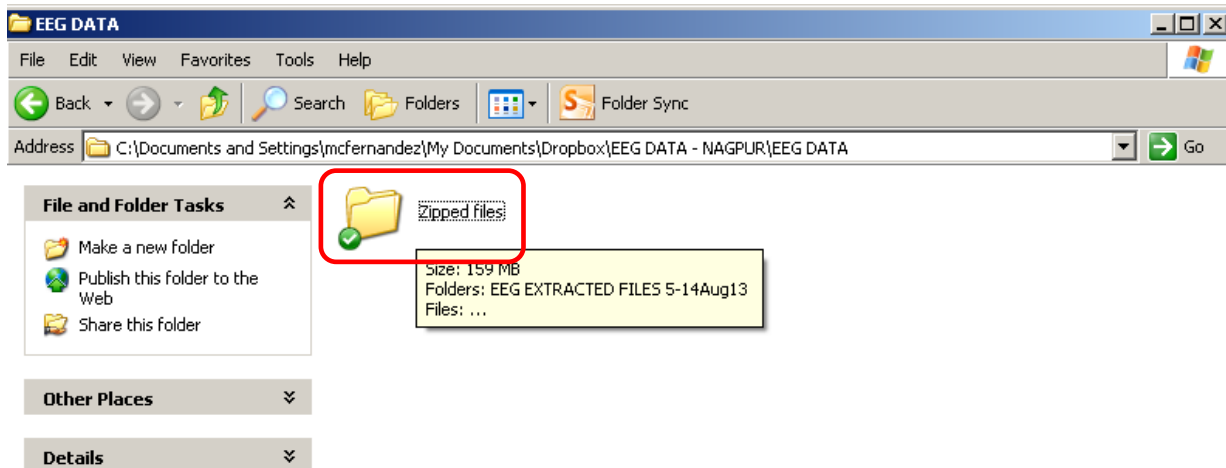 EEG DATA
File Edit View Favorites Tools Help
Back Search Folders Folder Sync
Address C:\Documents and Settings\mcfernandez\My Documents\Dropbox\EEG DATA - NAGPUR\EEG DATA Go
File and Folder Tasks
Make a new folder
Publish this folder to the
Web
Share this folder
Other Places
Details
Zipped files
Size: 159 MB
Folders: EEG EXTRACTED FILES 5-14Aug13
Files: ...